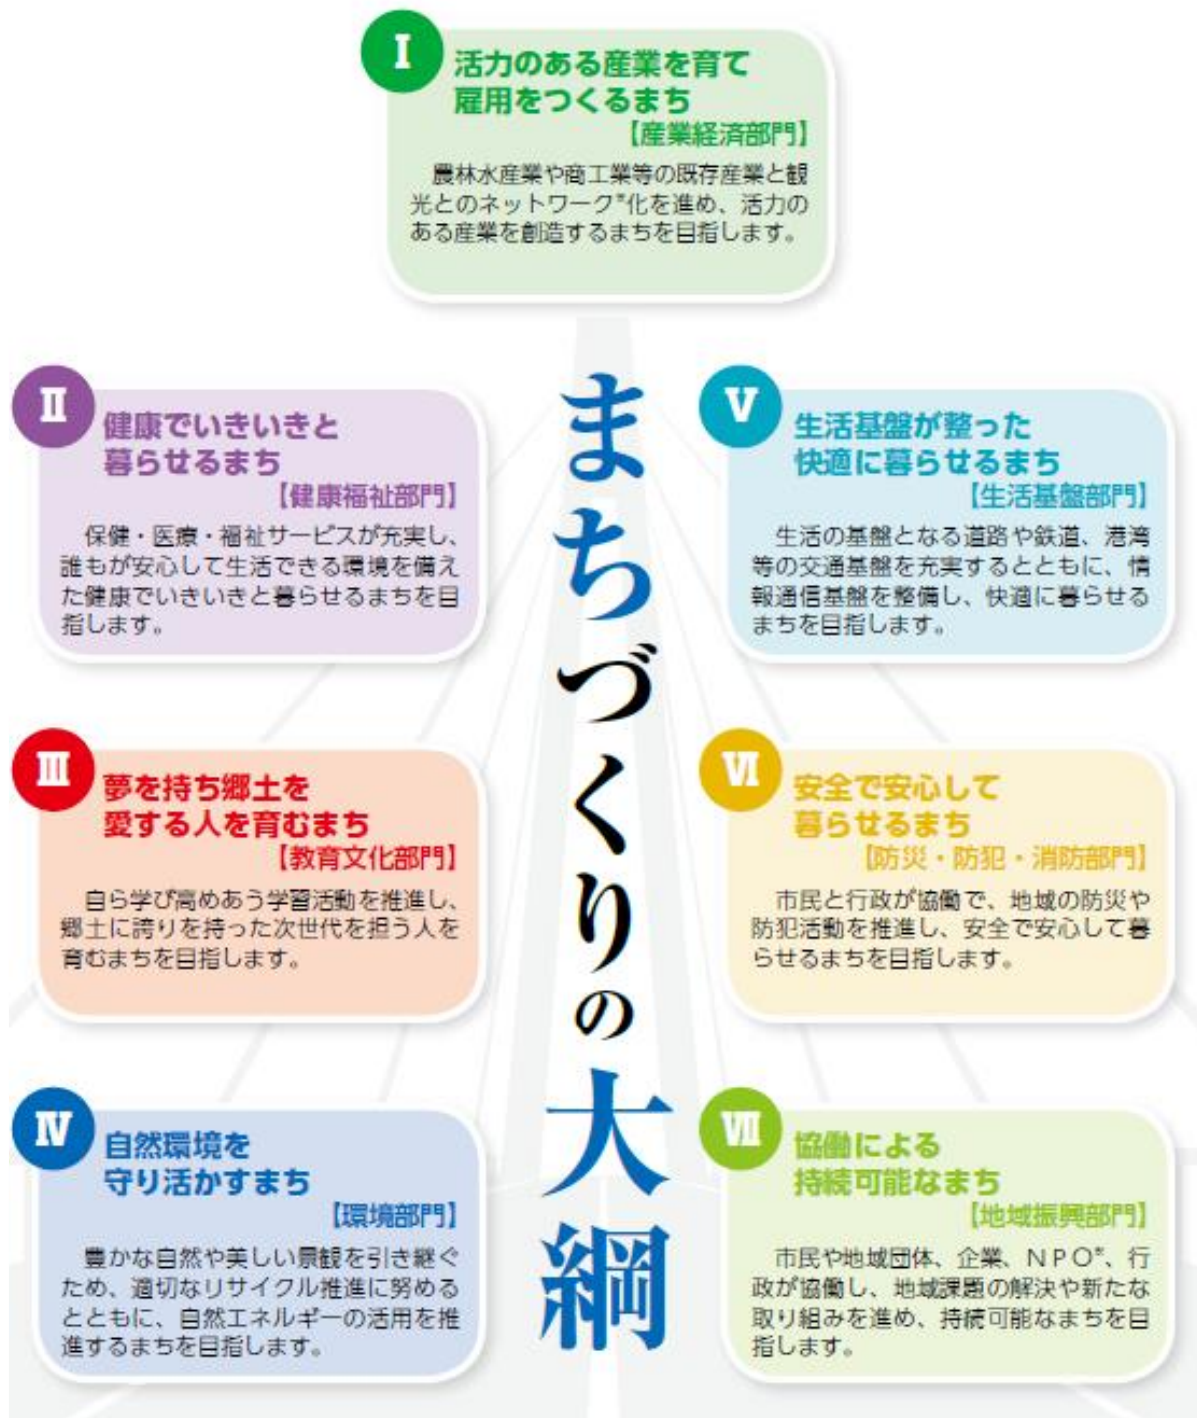 I
活力のある産業を育て
雇用をつくるまち
【産業経済部門】
農林水産業や商工業等の既存産業と観
光とのネットワーク*化を進め、活力の
ある産業を創造するまちを目指します。
まちづくりの大綱
II
健康でいきいきと
暮らせるまち
【健康福祉部門】
保健・医療・福祉サービスが充実し、
誰もが安心して生活できる環境を備え
た健康でいきいきと暮らせるまちを目
指します。
III
夢を持ち郷土を
愛する人を育むまち
【教育文化部門】
自ら学び高めあう学習活動を推進し、
郷土に誇りを持った次世代を担う人を
育むまちを目指します。
IV
自然環境を
守り活かすまち
【環境部門】
豊かな自然や美しい景観を引き継ぐ
ため、適切なリサイクル推進に努める
とともに、自然エネルギーの活用を推
進するまちを目指します。
V
生活基盤が整った
快適に暮らせるまち
【生活基盤部門】
生活の基盤となる道路や鉄道、港湾
等の交通基盤を充実するとともに、情
報通信基盤を整備し、快適に暮らせる
まちを目指します。
VI
安全で安心して
暮らせるまち
【防災・防犯・消防部門】
市民と行政が協働で、地域の防災や
防犯活動を推進し、安全で安心して暮
らせるまちを目指します。
VII
協働による
持続可能なまち
【地域振興部門】
市民や地域団体、企業、NPO*、行
政が協働し、地域課題の解決や新たな
取り組みを進め、持続可能なまちを目
指します。